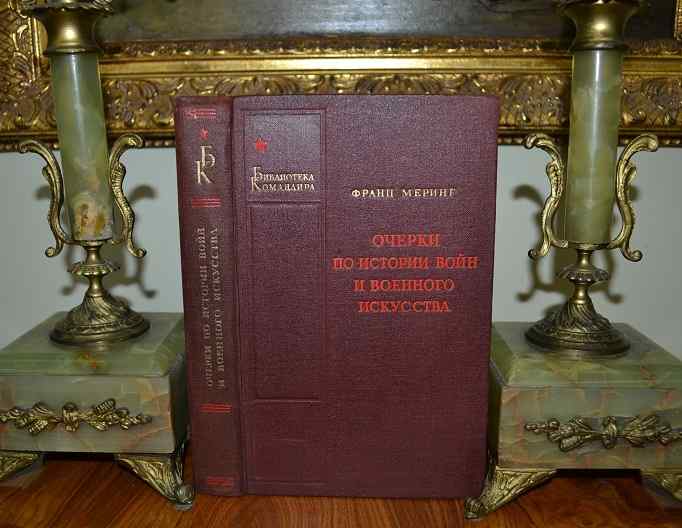 БК
ОЧЕРКИ ПО ИСТОРИИ ВОЙН
И ВОЕННОГО ИСКУССТВА
БИБЛИОТЕКА
КОМАНДИРА
ФРАНЦ МЕРИНГ
ОЧЕРКИ
ПО ИСТОРИИ ВОЙН
И ВОЕННОГО
ИСКУССТВА